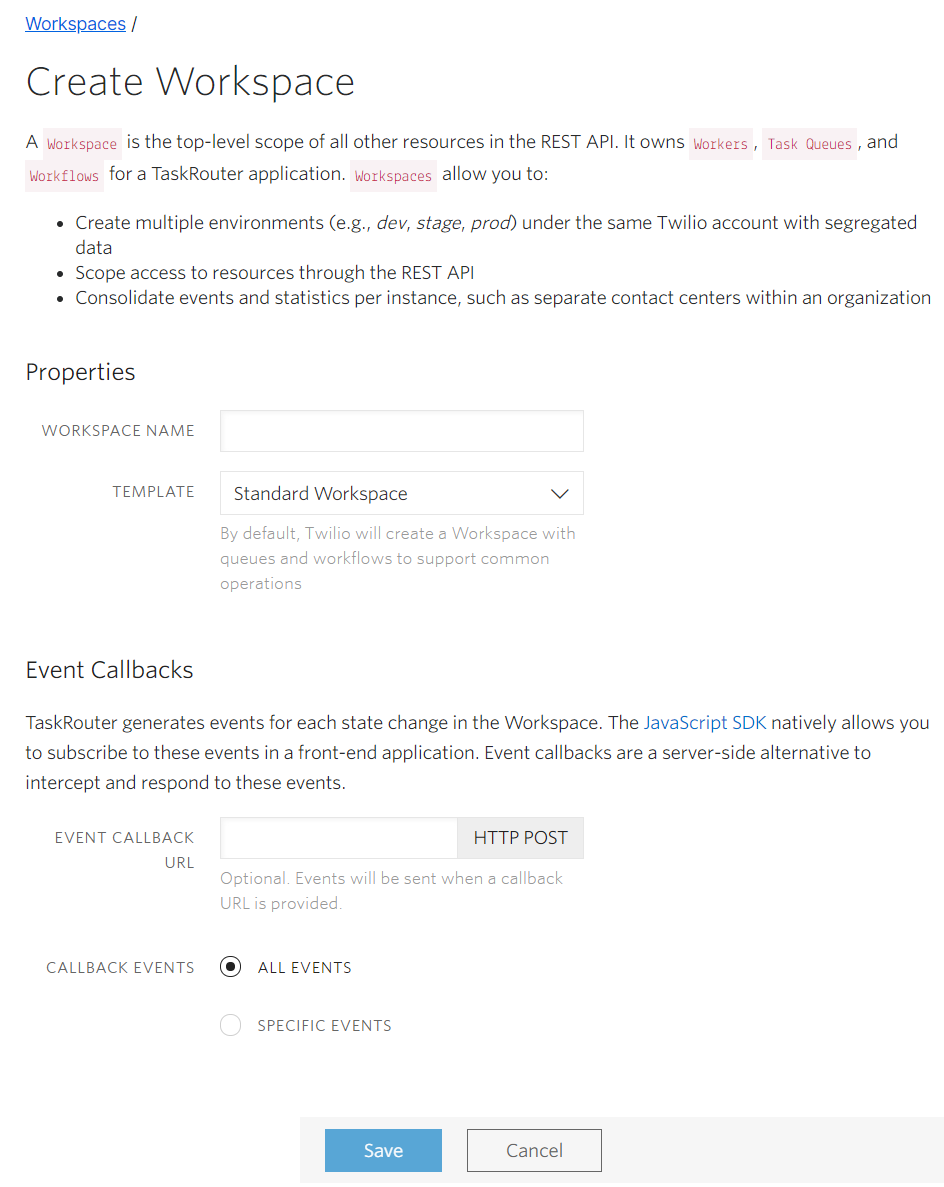 Workspaces /
Create Workspace
A Workspace is the top-level scope of all other resources in the REST API. It owns Workers , Task Queues , and
Workflows for a TaskRouter application. Workspaces allow you to:
• Create multiple environments (e.g., dev, stage, prod) under the same Twilio account with segregated
data
• Scope access to resources through the REST API
• Consolidate events and statistics per instance, such as separate contact centers within an organization
Properties
WORKSPACE NAME
TEMPLATE
Standard Workspace
By default, Twilio will create a Workspace with
queues and workflows to support common
operations
Event Callbacks
TaskRouter generates events for each state change in the Workspace. The JavaScript SDK natively allows you
to subscribe to these events in a front-end application. Event callbacks are a server-side alternative to
intercept and respond to these events.
EVENT CALLBACK
URL
HTTP POST
Optional. Events will be sent when a callback
URL is provided.
CALLBACK EVENTS
ALL EVENTS
SPECIFIC EVENTS
Save
Cancel